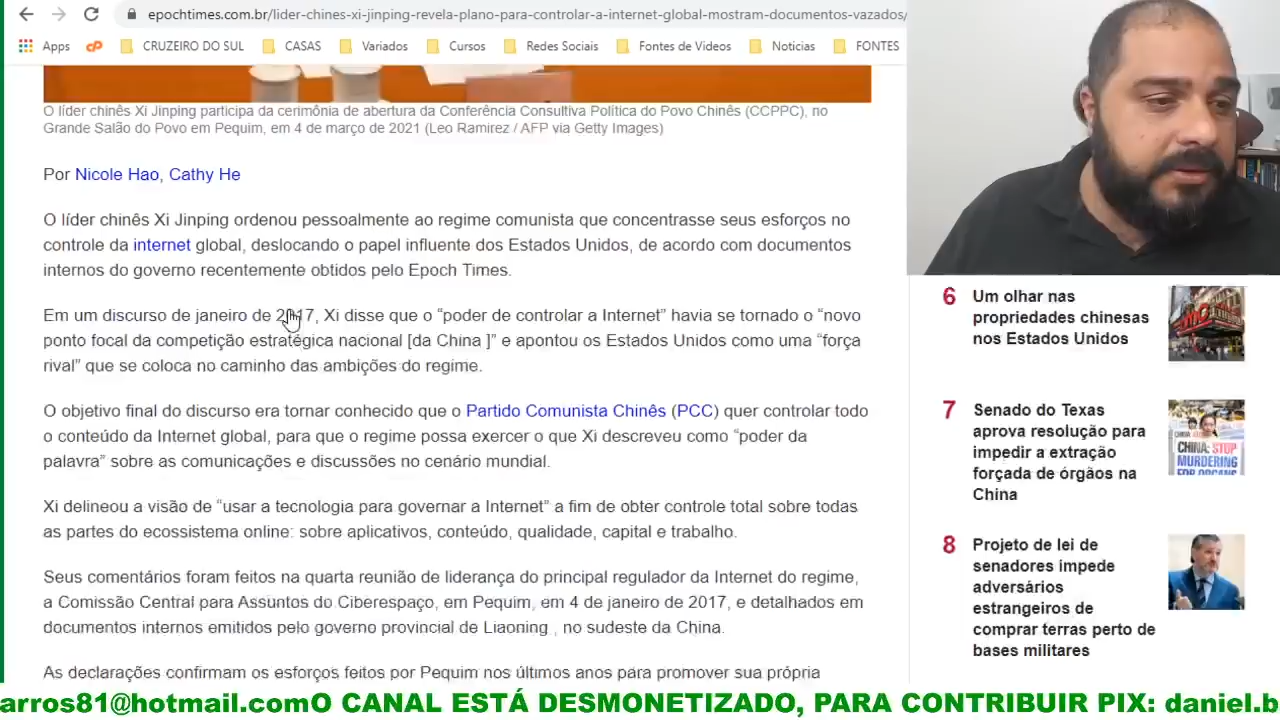 epochtimes.com.br/lider-chines-xi-jinping-revela-plano-para-controlar-a-internet-global-mostram-documentos-vazados/
Apps CRUZEIRO DO SUL CASAS Variados Cursos Redes Sociais Fontes de Videos Noticias FONTES
O líder chinês Xi Jinping participa da cerimônia de abertura da Conferência Consultiva Política do Povo Chinês (CCPPC), no
Grande Salão do Povo em Pequim, em 4 de março de 2021 (Leo Ramirez / AFP via Getty Images)
Por Nicole Hao, Cathy He
O líder chinês Xi Jinping ordenou pessoalmente ao regime comunista que concentrasse seus esforços no
controle da internet global, deslocando o papel influente dos Estados Unidos, de acordo com documentos
internos do governo recentemente obtidos pelo Epoch Times.
Em um discurso de janeiro de 2017, Xi disse que o “poder de controlar a Internet” havia se tornado o “novo
ponto focal da competição estratégica nacional [da China ]” e apontou os Estados Unidos como uma “força
rival” que se coloca no caminho das ambições do regime.
O objetivo final do discurso era tornar conhecido que o Partido Comunista Chinês (PCC) quer controlar todo
o conteúdo da Internet global, para que o regime possa exercer o que Xi descreveu como “poder da
palavra” sobre as comunicações e discussões no cenário mundial.
Xi delineou a visão de “usar a tecnologia para governar a Internet” a fim de obter controle total sobre todas
as partes do ecossistema online: sobre aplicativos, conteúdo, qualidade, capital e trabalho.
Seus comentários foram feitos na quarta reunião de liderança do principal regulador da Internet do regime,
a Comissão Central para Assuntos do Ciberespaço, em Pequim, em 4 de janeiro de 2017, e detalhados em
documentos internos emitidos pelo governo provincial de Liaoning , no sudeste da China.
As declarações confirmam os esforços feitos por Pequim nos últimos anos para promover sua própria
6 Um olhar nas
propriedades chinesas
nos Estados Unidos
7 Senado do Texas
aprova resolução para
impedir a extração
forçada de órgãos na
China
CHINA: STOP
MURDERING
FOR ORGANS
8 Projeto de lei de
senadores impede
adversários
estrangeiros de
comprar terras perto de
bases militares
arros81@hotmail.comO CANAL ESTÁ DESMONETIZADO, PARA CONTRIBUIR PIX: daniel.b